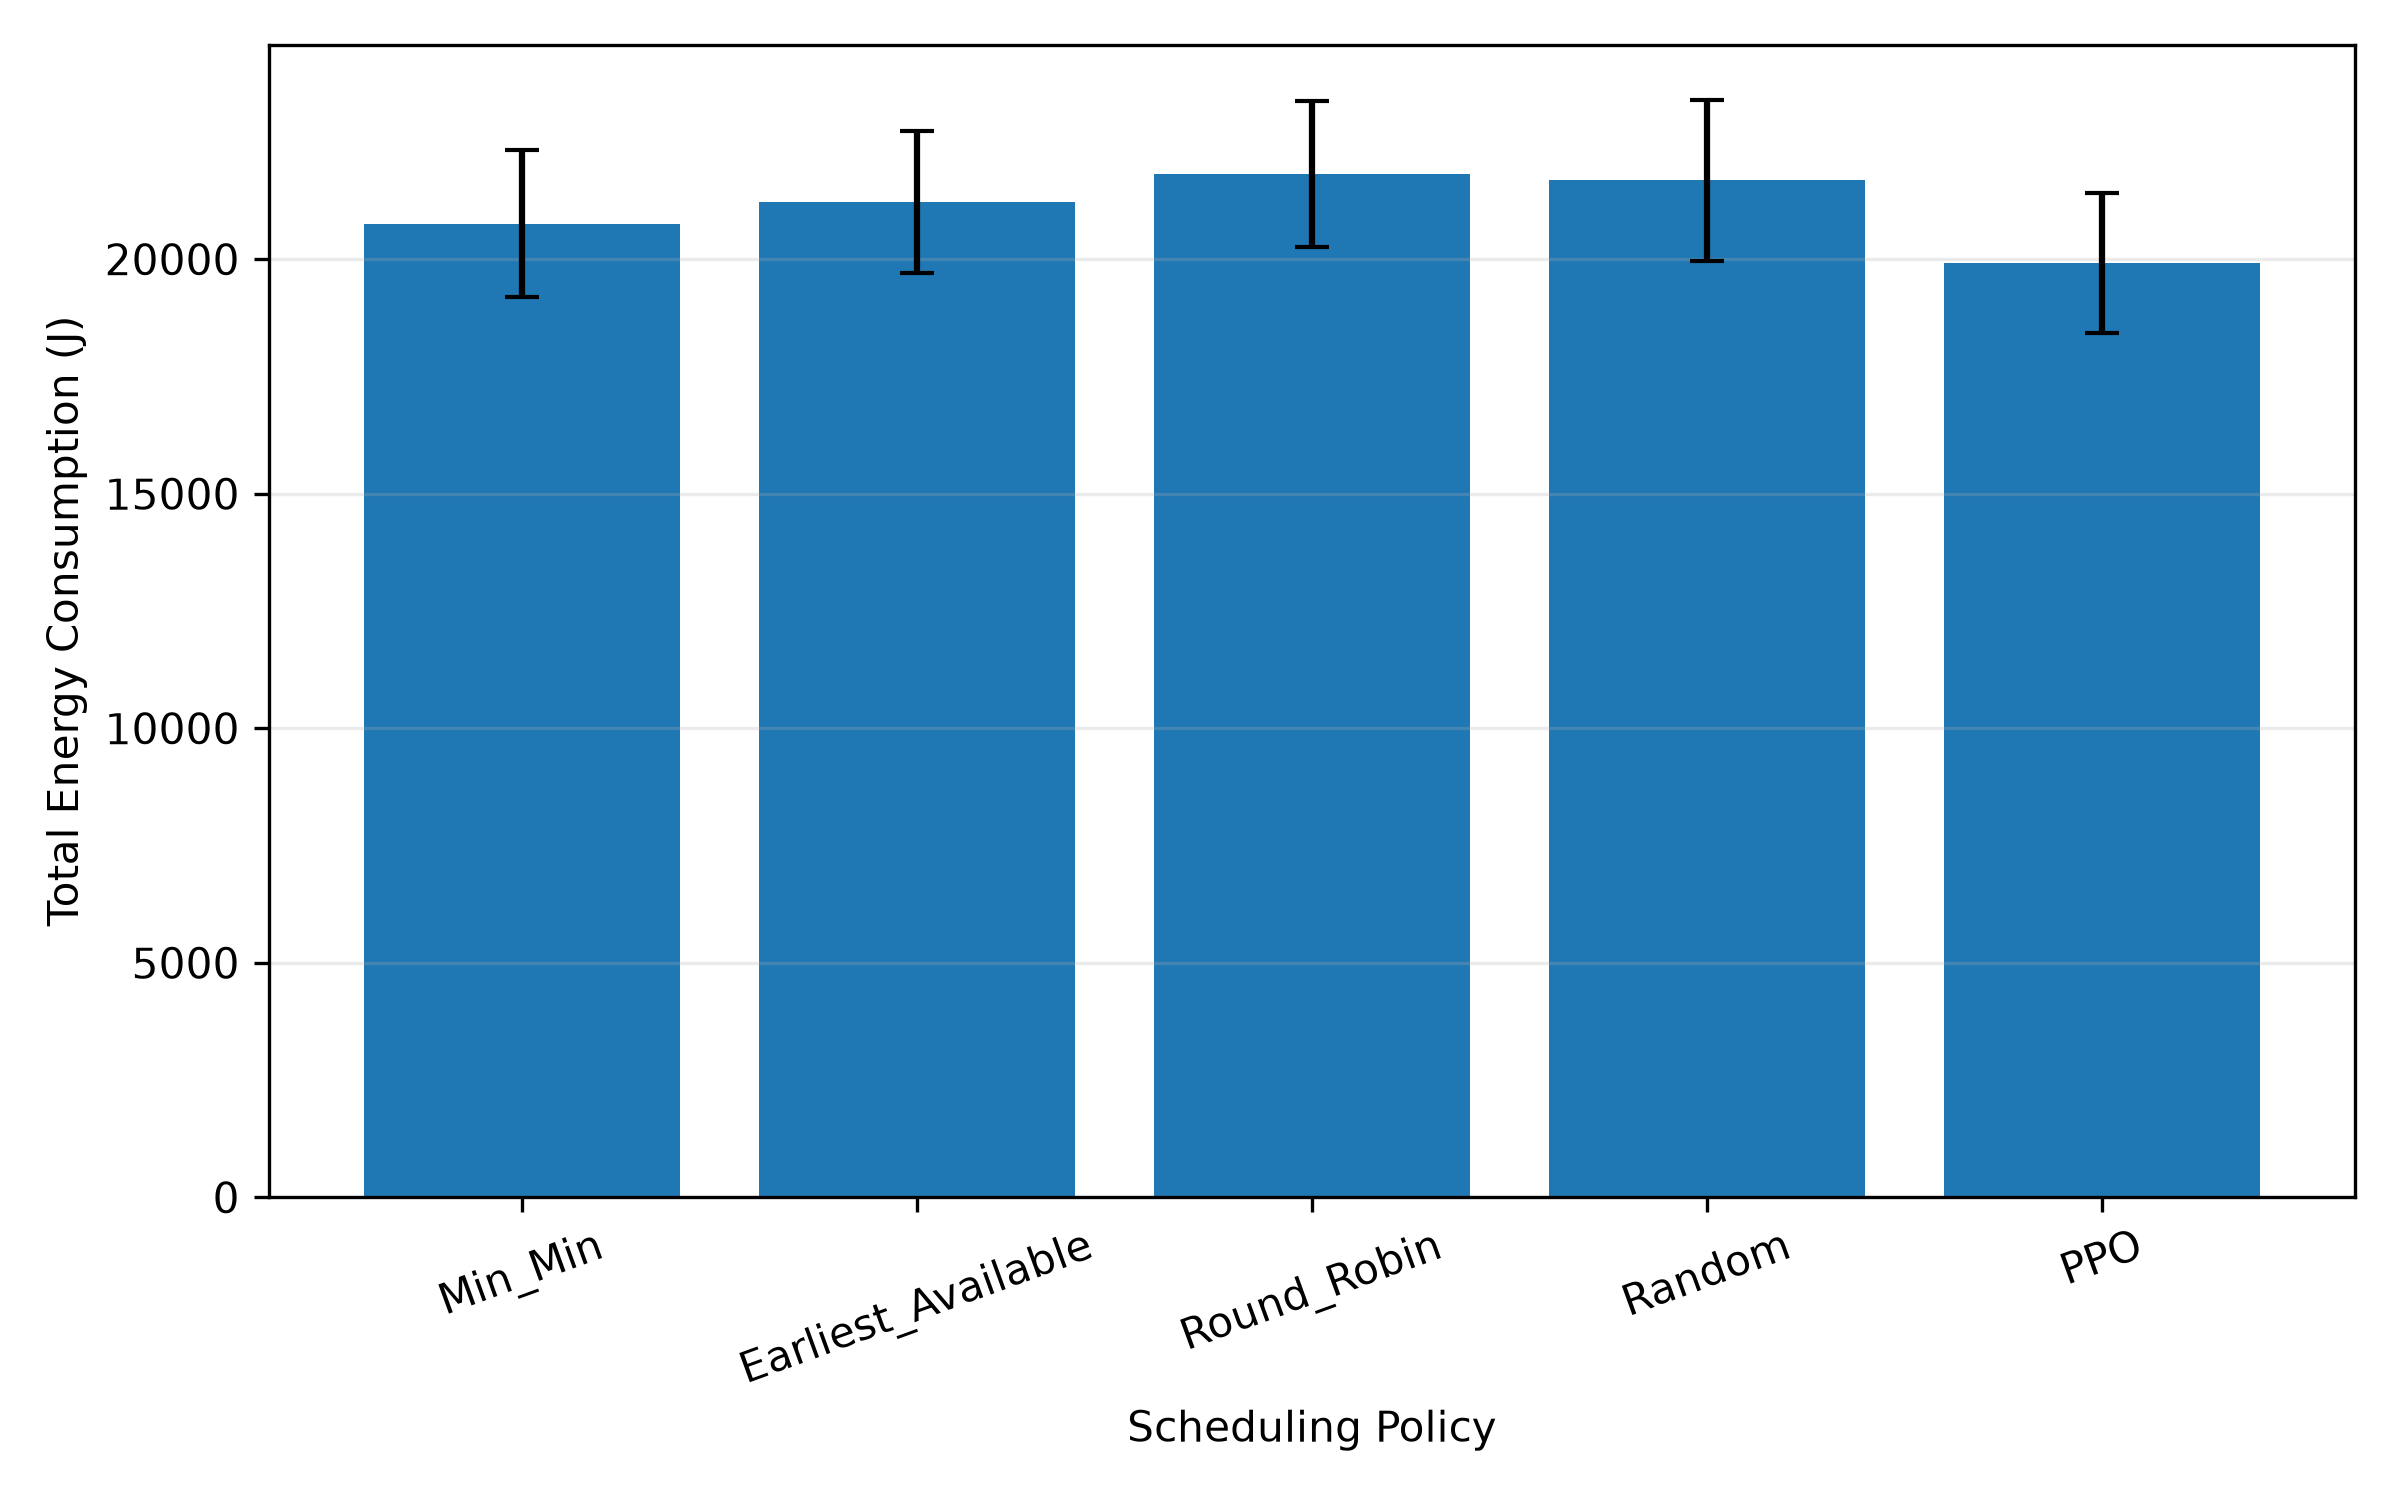 Total Energy Consumption (J)
20000
15000
10000
5000
0
Min_Min
Earliest_Available
Round_Robin
Random
PPO
Scheduling Policy